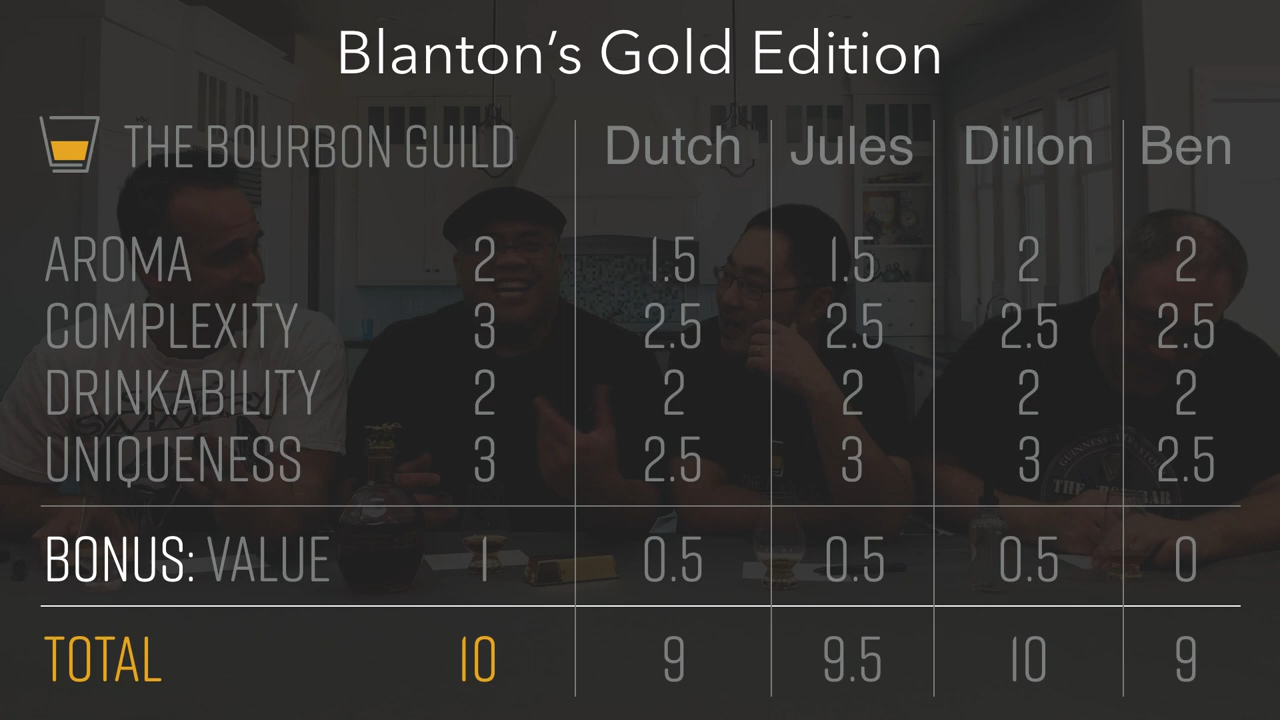 Blanton's Gold Edition
THE BOURBON GUILD Dutch Jules Dillon Ben
AROMA 2 1.5 1.5 2 2
COMPLEXITY 3 2.5 2.5 2.5 2.5
DRINKABILITY 2 2 2 2 2
UNIQUENESS 3 2.5 3 3 2.5
BONUS: VALUE 1 0.5 0.5 0.5 0
TOTAL 10 9 9.5 10 9